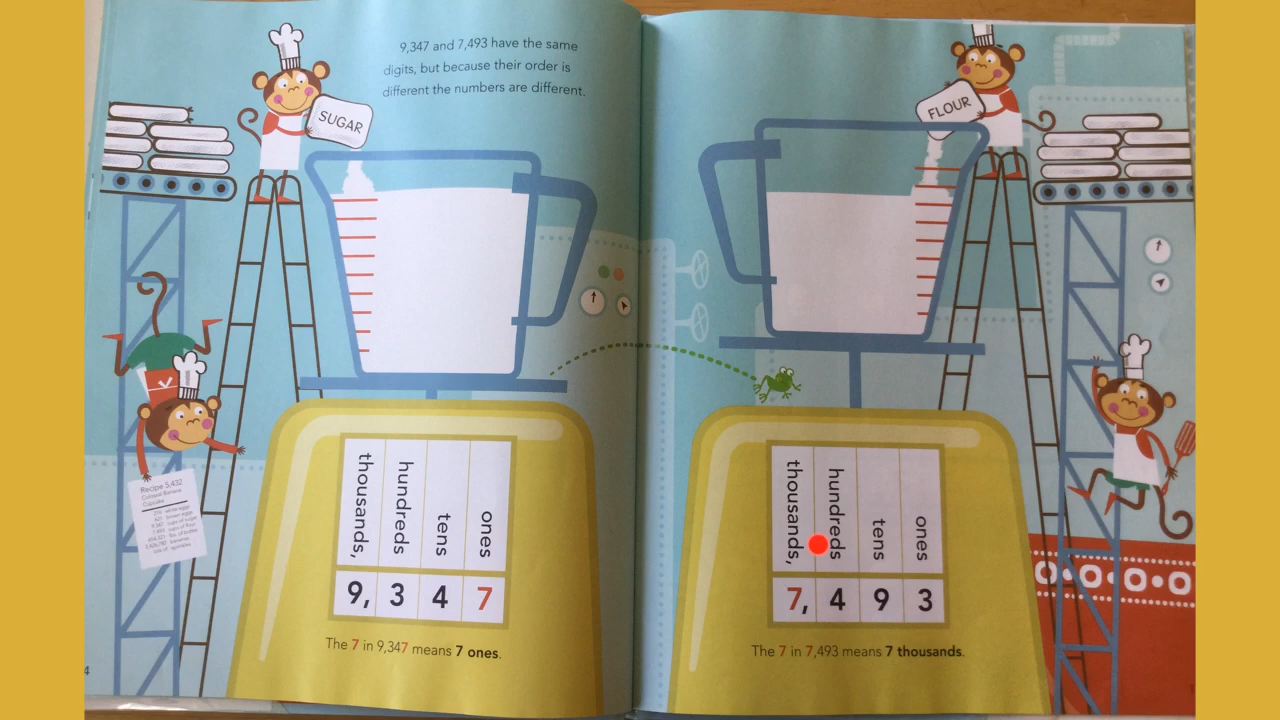 9,347 and 7,493 have the same
digits, but because their order is
different the numbers are different.
SUGAR
Recipe 5,432
Colossal Banana
Cupcake
thousands, hundreds tens ones
9, 3 4 7
The 7 in 9,347 means 7 ones.
4
FLOUR
thousands, hundreds tens ones
7, 4 9 3
The 7 in 7,493 means 7 thousands.